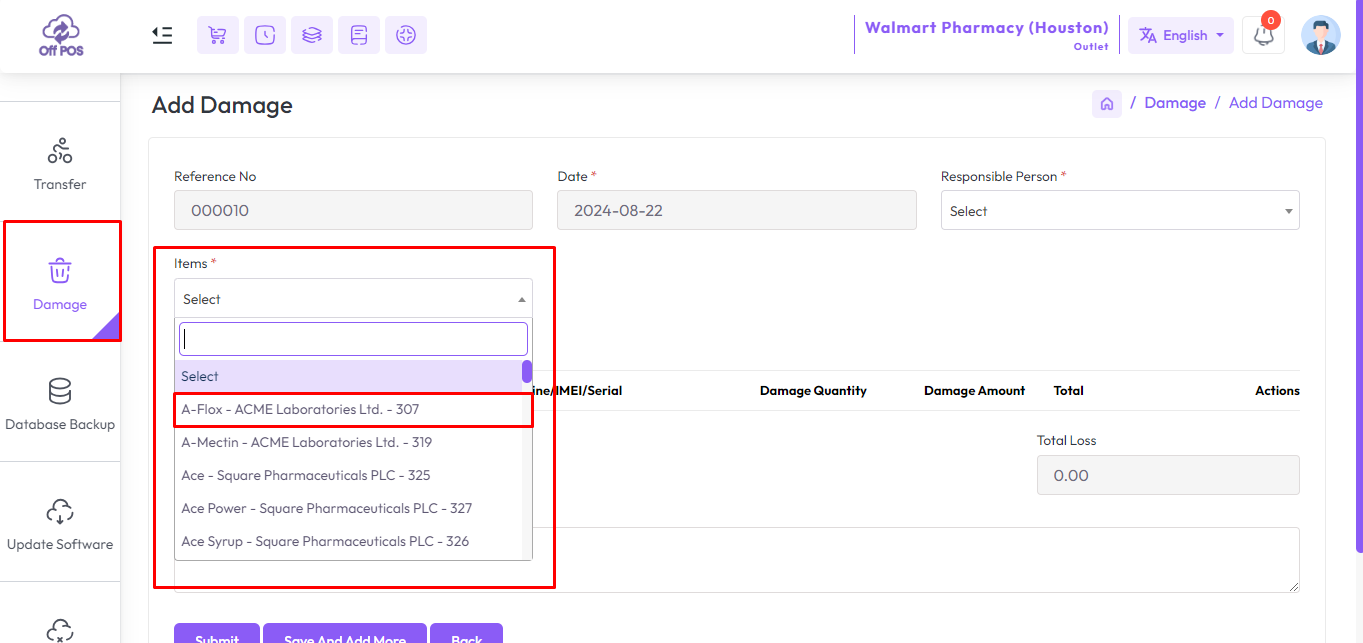 Off POS
Walmart Pharmacy (Houston)
Outlet
English
0
Add Damage
/ Damage / Add Damage
Transfer
Damage
Database Backup
Update Software
Reference No
000010
Date *
2024-08-22
Responsible Person *
Select
Items *
Select
Select
A-Flox - ACME Laboratories Ltd. - 307
A-Mectin - ACME Laboratories Ltd. - 319
Ace - Square Pharmaceuticals PLC - 325
Ace Power - Square Pharmaceuticals PLC - 327
Ace Syrup - Square Pharmaceuticals PLC - 326
ine/IMEI/Serial Damage Quantity Damage Amount Total Actions
Total Loss
0.00
Submit Save And Add More Back